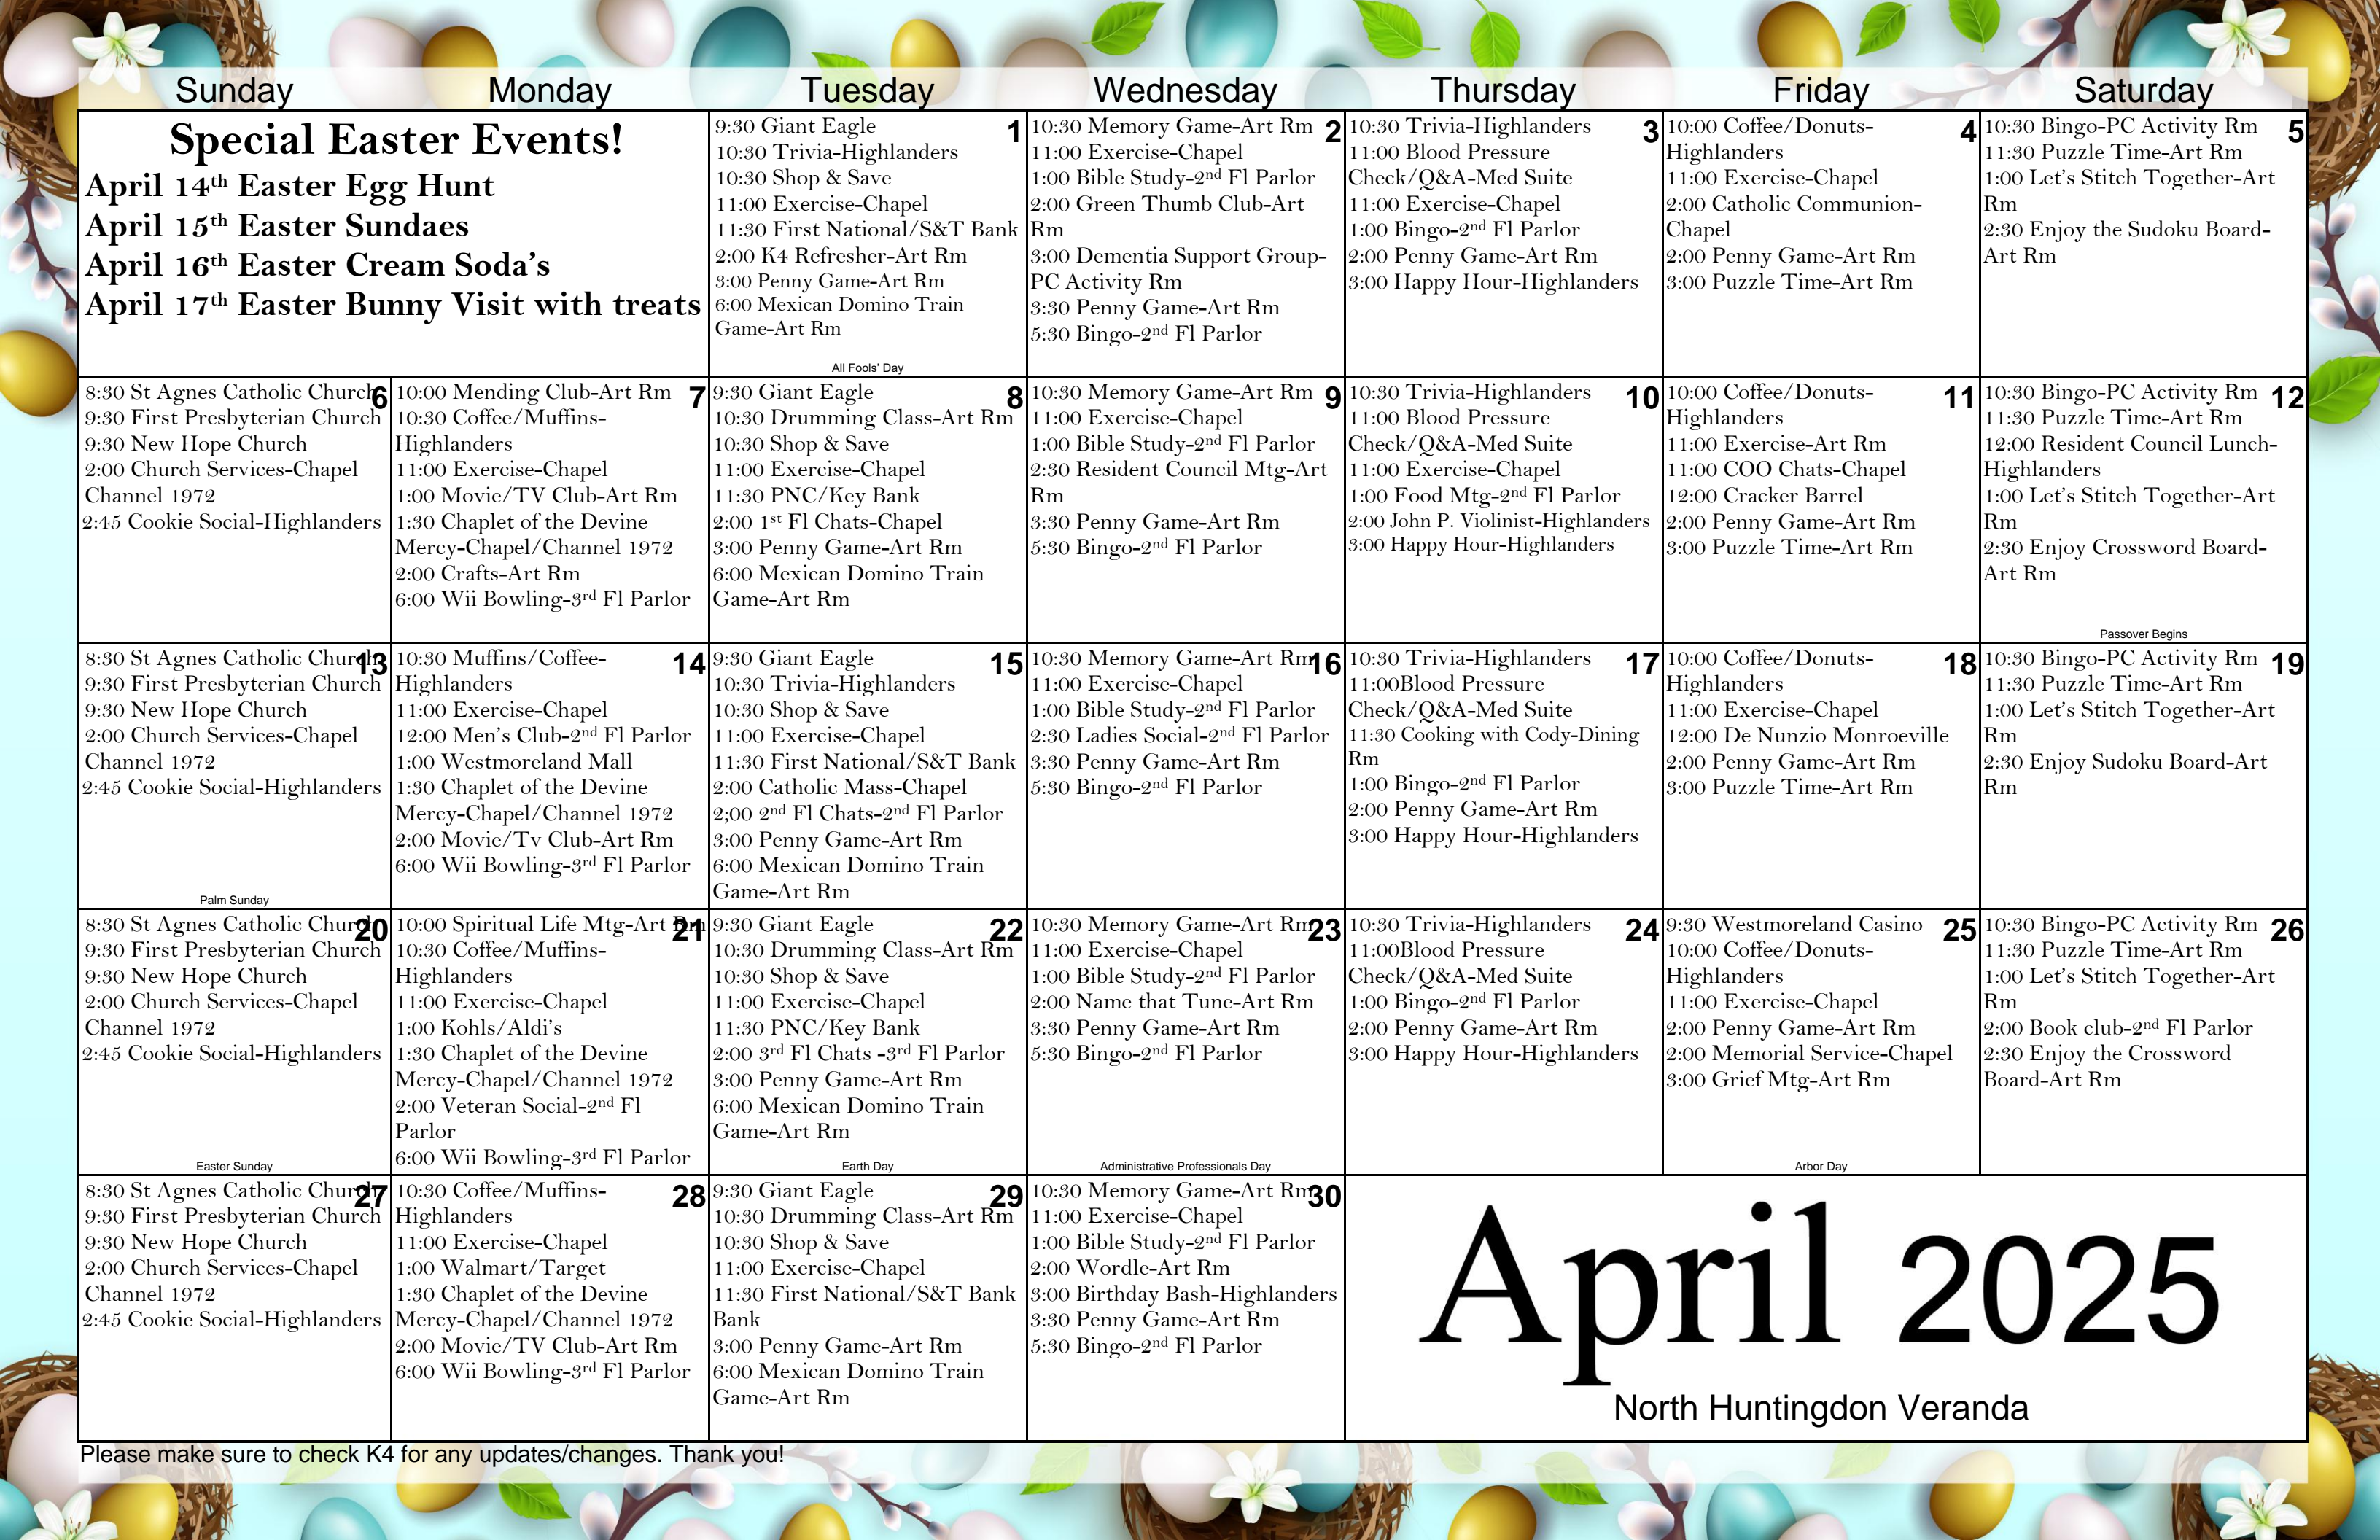 Sunday Monday Tuesday Wednesday Thursday Friday Saturday
Special Easter Events!
April 14th Easter Egg Hunt
April 15th Easter Sundaes
April 16th Easter Cream Soda's
April 17th Easter Bunny Visit with treats
1
9:30 Giant Eagle
10:30 Trivia-Highlanders
10:30 Shop & Save
11:00 Exercise-Chapel
11:30 First National/S&T Bank
2:00 K4 Refresher-Art Rm
3:00 Penny Game-Art Rm
6:00 Mexican Domino Train
Game-Art Rm
All Fools' Day
2
10:30 Memory Game-Art Rm
11:00 Exercise-Chapel
1:00 Bible Study-2nd Fl Parlor
2:00 Green Thumb Club-Art
Rm
3:00 Dementia Support Group-
PC Activity Rm
3:30 Penny Game-Art Rm
5:30 Bingo-2nd Fl Parlor
3
10:30 Trivia-Highlanders
11:00 Blood Pressure
Check/Q&A-Med Suite
11:00 Exercise-Chapel
1:00 Bingo-2nd Fl Parlor
2:00 Penny Game-Art Rm
3:00 Happy Hour-Highlanders
4
10:00 Coffee/Donuts-
Highlanders
11:00 Exercise-Chapel
2:00 Catholic Communion-
Chapel
2:00 Penny Game-Art Rm
3:00 Puzzle Time-Art Rm
5
10:30 Bingo-PC Activity Rm
11:30 Puzzle Time-Art Rm
1:00 Let's Stitch Together-Art
Rm
2:30 Enjoy the Sudoku Board-
Art Rm
6
8:30 St Agnes Catholic Church
9:30 First Presbyterian Church
9:30 New Hope Church
2:00 Church Services-Chapel
Channel 1972
2:45 Cookie Social-Highlanders
7
10:00 Mending Club-Art Rm
10:30 Coffee/Muffins-
Highlanders
11:00 Exercise-Chapel
1:00 Movie/TV Club-Art Rm
1:30 Chaplet of the Devine
Mercy-Chapel/Channel 1972
2:00 Crafts-Art Rm
6:00 Wii Bowling-3rd Fl Parlor
8
9:30 Giant Eagle
10:30 Drumming Class-Art Rm
10:30 Shop & Save
11:00 Exercise-Chapel
11:30 PNC/Key Bank
2:00 1st Fl Chats-Chapel
3:00 Penny Game-Art Rm
6:00 Mexican Domino Train
Game-Art Rm
9
10:30 Memory Game-Art Rm
11:00 Exercise-Chapel
1:00 Bible Study-2nd Fl Parlor
2:30 Resident Council Mtg-Art
Rm
3:30 Penny Game-Art Rm
5:30 Bingo-2nd Fl Parlor
10
10:30 Trivia-Highlanders
11:00 Blood Pressure
Check/Q&A-Med Suite
11:00 Exercise-Chapel
1:00 Food Mtg-2nd Fl Parlor
2:00 John P. Violinist-Highlanders
3:00 Happy Hour-Highlanders
11
10:00 Coffee/Donuts-
Highlanders
11:00 Exercise-Art Rm
11:00 COO Chats-Chapel
12:00 Cracker Barrel
2:00 Penny Game-Art Rm
3:00 Puzzle Time-Art Rm
12
10:30 Bingo-PC Activity Rm
11:30 Puzzle Time-Art Rm
12:00 Resident Council Lunch-
Highlanders
1:00 Let's Stitch Together-Art
Rm
2:30 Enjoy Crossword Board-
Art Rm
Passover Begins
13
8:30 St Agnes Catholic Church
9:30 First Presbyterian Church
9:30 New Hope Church
2:00 Church Services-Chapel
Channel 1972
2:45 Cookie Social-Highlanders
Palm Sunday
14
10:30 Muffins/Coffee-
Highlanders
11:00 Exercise-Chapel
12:00 Men's Club-2nd Fl Parlor
1:00 Westmoreland Mall
1:30 Chaplet of the Devine
Mercy-Chapel/Channel 1972
2:00 Movie/Tv Club-Art Rm
6:00 Wii Bowling-3rd Fl Parlor
15
9:30 Giant Eagle
10:30 Trivia-Highlanders
10:30 Shop & Save
11:00 Exercise-Chapel
11:30 First National/S&T Bank
2:00 Catholic Mass-Chapel
2;00 2nd Fl Chats-2nd Fl Parlor
3:00 Penny Game-Art Rm
6:00 Mexican Domino Train
Game-Art Rm
16
10:30 Memory Game-Art Rm
11:00 Exercise-Chapel
1:00 Bible Study-2nd Fl Parlor
2:30 Ladies Social-2nd Fl Parlor
3:30 Penny Game-Art Rm
5:30 Bingo-2nd Fl Parlor
17
10:30 Trivia-Highlanders
11:00Blood Pressure
Check/Q&A-Med Suite
11:30 Cooking with Cody-Dining
Rm
1:00 Bingo-2nd Fl Parlor
2:00 Penny Game-Art Rm
3:00 Happy Hour-Highlanders
18
10:00 Coffee/Donuts-
Highlanders
11:00 Exercise-Chapel
12:00 De Nunzio Monroeville
2:00 Penny Game-Art Rm
3:00 Puzzle Time-Art Rm
19
10:30 Bingo-PC Activity Rm
11:30 Puzzle Time-Art Rm
1:00 Let's Stitch Together-Art
Rm
2:30 Enjoy Sudoku Board-Art
Rm
20
8:30 St Agnes Catholic Church
9:30 First Presbyterian Church
9:30 New Hope Church
2:00 Church Services-Chapel
Channel 1972
2:45 Cookie Social-Highlanders
Easter Sunday
21
10:00 Spiritual Life Mtg-Art Rm
10:30 Coffee/Muffins-
Highlanders
11:00 Exercise-Chapel
1:00 Kohls/Aldi's
1:30 Chaplet of the Devine
Mercy-Chapel/Channel 1972
2:00 Veteran Social-2nd Fl
Parlor
6:00 Wii Bowling-3rd Fl Parlor
22
9:30 Giant Eagle
10:30 Drumming Class-Art Rm
10:30 Shop & Save
11:00 Exercise-Chapel
11:30 PNC/Key Bank
2:00 3rd Fl Chats -3rd Fl Parlor
3:00 Penny Game-Art Rm
6:00 Mexican Domino Train
Game-Art Rm
Earth Day
23
10:30 Memory Game-Art Rm
11:00 Exercise-Chapel
1:00 Bible Study-2nd Fl Parlor
2:00 Name that Tune-Art Rm
3:30 Penny Game-Art Rm
5:30 Bingo-2nd Fl Parlor
Administrative Professionals Day
24
10:30 Trivia-Highlanders
11:00Blood Pressure
Check/Q&A-Med Suite
1:00 Bingo-2nd Fl Parlor
2:00 Penny Game-Art Rm
3:00 Happy Hour-Highlanders
25
9:30 Westmoreland Casino
10:00 Coffee/Donuts-
Highlanders
11:00 Exercise-Chapel
2:00 Penny Game-Art Rm
2:00 Memorial Service-Chapel
3:00 Grief Mtg-Art Rm
Arbor Day
26
10:30 Bingo-PC Activity Rm
11:30 Puzzle Time-Art Rm
1:00 Let's Stitch Together-Art
Rm
2:00 Book club-2nd Fl Parlor
2:30 Enjoy the Crossword
Board-Art Rm
27
8:30 St Agnes Catholic Church
9:30 First Presbyterian Church
9:30 New Hope Church
2:00 Church Services-Chapel
Channel 1972
2:45 Cookie Social-Highlanders
28
10:30 Coffee/Muffins-
Highlanders
11:00 Exercise-Chapel
1:00 Walmart/Target
1:30 Chaplet of the Devine
Mercy-Chapel/Channel 1972
2:00 Movie/TV Club-Art Rm
6:00 Wii Bowling-3rd Fl Parlor
29
9:30 Giant Eagle
10:30 Drumming Class-Art Rm
10:30 Shop & Save
11:00 Exercise-Chapel
11:30 First National/S&T Bank
Bank
3:00 Penny Game-Art Rm
6:00 Mexican Domino Train
Game-Art Rm
30
10:30 Memory Game-Art Rm
11:00 Exercise-Chapel
1:00 Bible Study-2nd Fl Parlor
2:00 Wordle-Art Rm
3:00 Birthday Bash-Highlanders
3:30 Penny Game-Art Rm
5:30 Bingo-2nd Fl Parlor
April 2025
North Huntingdon Veranda
Please make sure to check K4 for any updates/changes. Thank you!